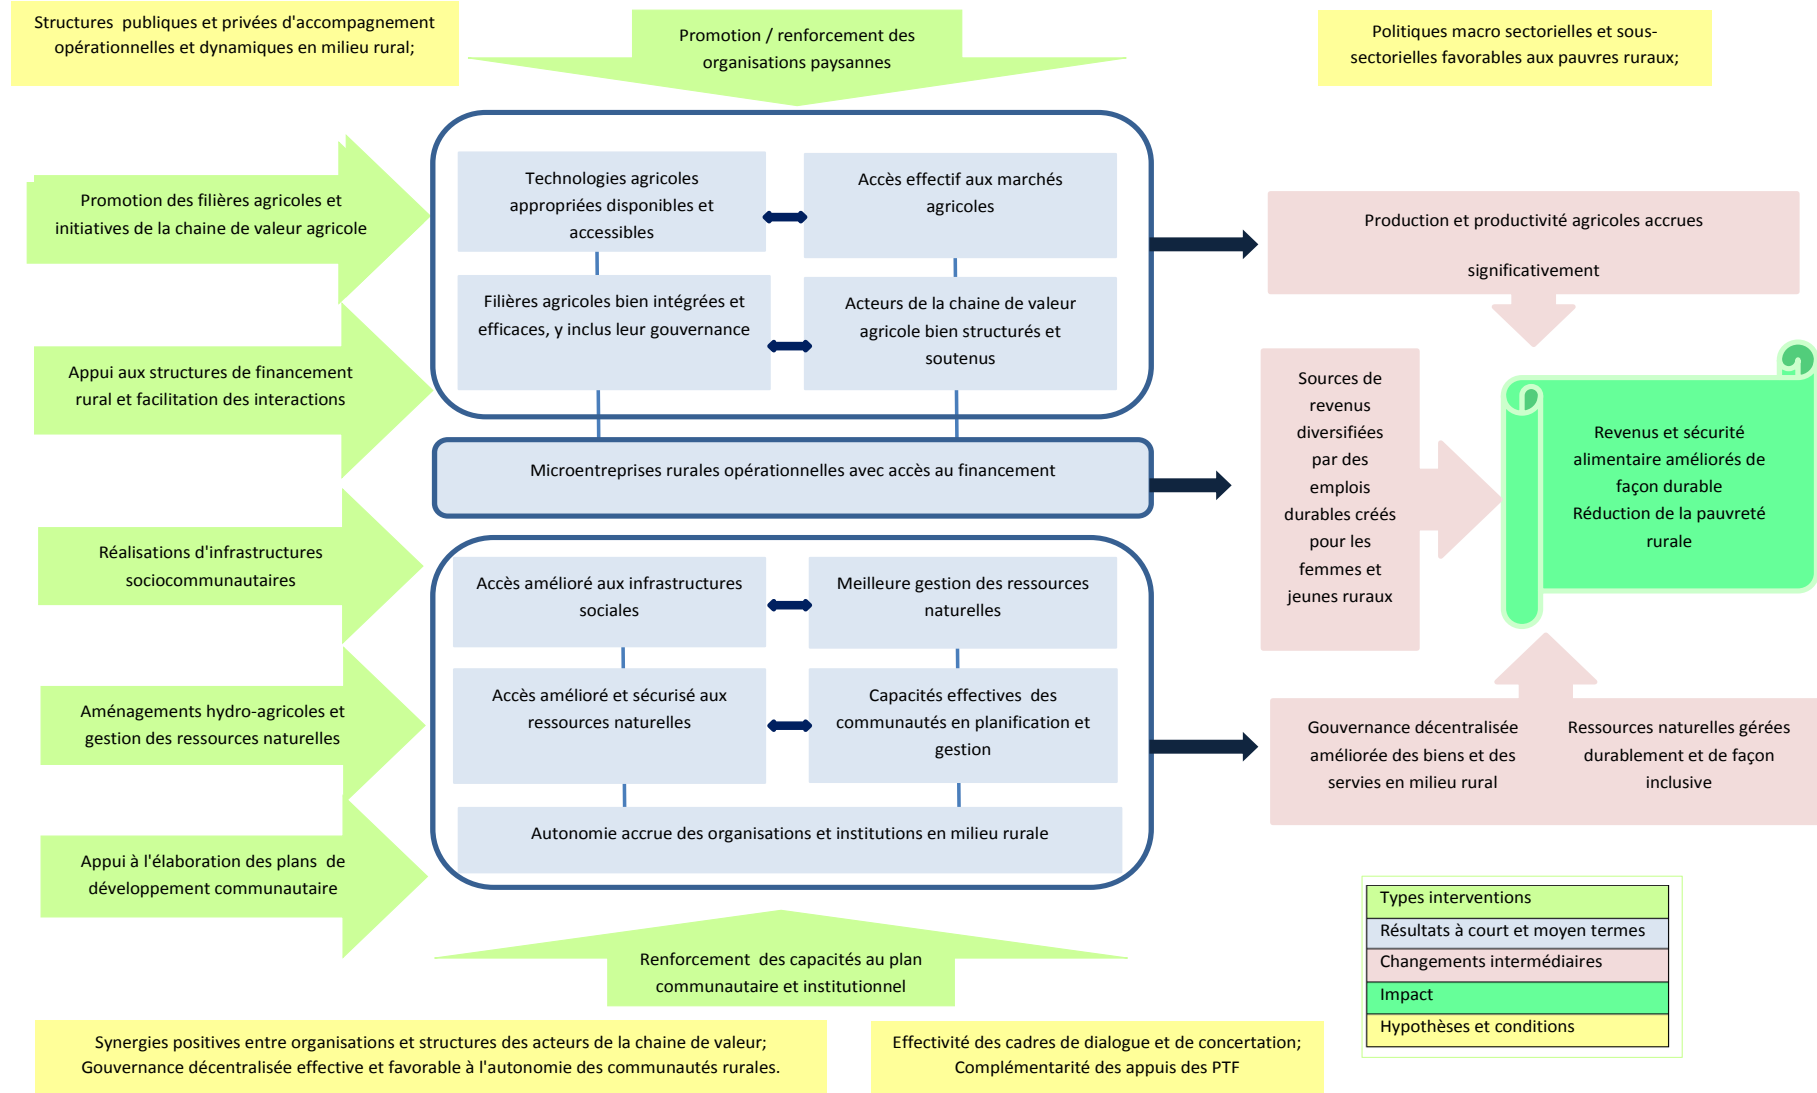 Structures  publiques et privées d'accompagnement
opérationnelles et dynamiques en milieu rural;
Promotion / renforcement des
organisations paysannes
Politiques macro sectorielles et sous-
sectorielles favorables aux pauvres ruraux;
Promotion des filières agricoles et
initiatives de la chaine de valeur agricole
Appui aux structures de financement
rural et facilitation des interactions
Réalisations d'infrastructures
sociocommunautaires
Aménagements hydro-agricoles et
gestion des ressources naturelles
Appui à l'élaboration des plans  de
développement communautaire
Technologies agricoles
appropriées disponibles et
accessibles
Accès effectif aux marchés
agricoles
Filières agricoles bien intégrées et
efficaces, y inclus leur gouvernance
Acteurs de la chaine de valeur
agricole bien structurés et
soutenus
Microentreprises rurales opérationnelles avec accès au financement
Accès amélioré aux infrastructures
sociales
Meilleure gestion des ressources
naturelles
Accès amélioré et sécurisé aux
ressources naturelles
Capacités effectives  des
communautés en planification et
gestion
Autonomie accrue des organisations et institutions en milieu rurale
Production et productivité agricoles accrues
significativement
Sources de
revenus
diversifiées
par des
emplois
durables créés
pour les
femmes et
jeunes ruraux
Revenus et sécurité
alimentaire améliorés de
façon durable
Réduction de la pauvreté
rurale
Gouvernance décentralisée
améliorée des biens et des
servies en milieu rural
Ressources naturelles gérées
durablement et de façon
inclusive
Renforcement  des capacités au plan
communautaire et institutionnel
Types interventions
Résultats à court et moyen termes
Changements intermédiaires
Impact
Hypothèses et conditions
Synergies positives entre organisations et structures des acteurs de la chaine de valeur;
Gouvernance décentralisée effective et favorable à l'autonomie des communautés rurales.
Effectivité des cadres de dialogue et de concertation;
Complémentarité des appuis des PTF